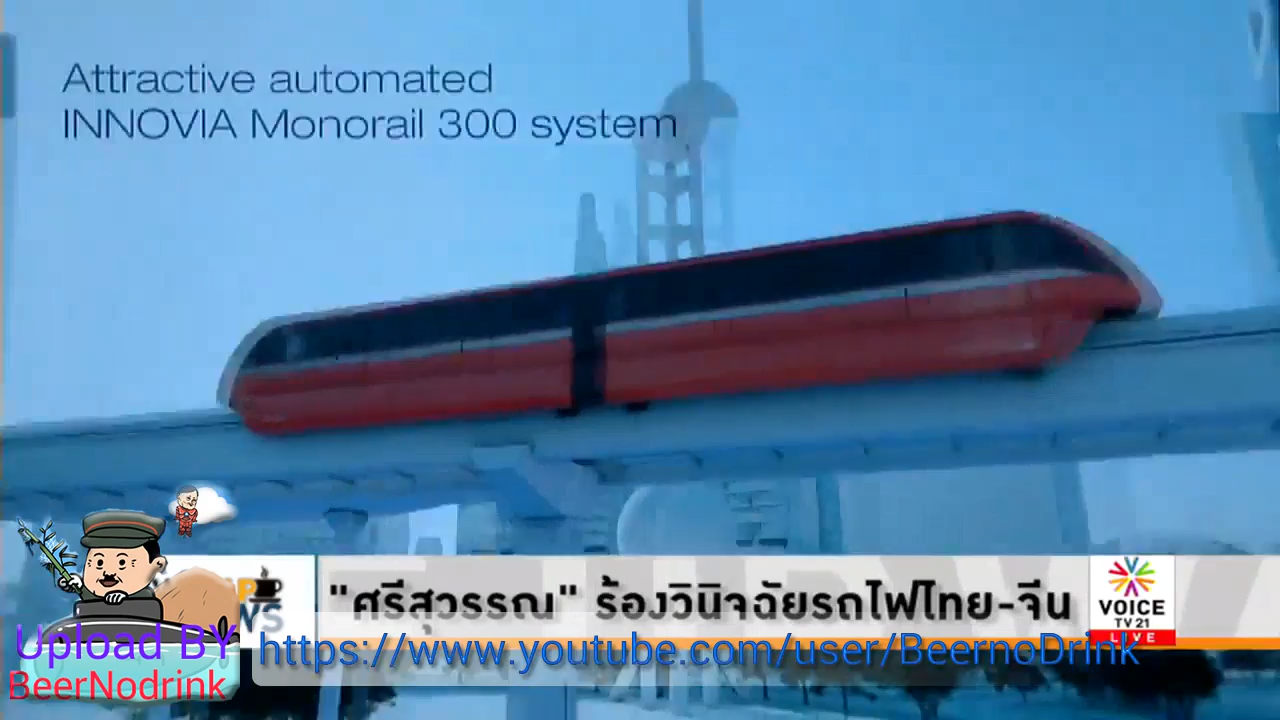 Attractive automated
INNOVIA Monorail 300 system
"ศรีสุวรรณ" ร้องวินิจฉัยรถไฟไทย-จีน
VOICE
TV 21
LIVE
Upload BY
BeerNodrink
https://www.youtube.com/user/BeernoDrink